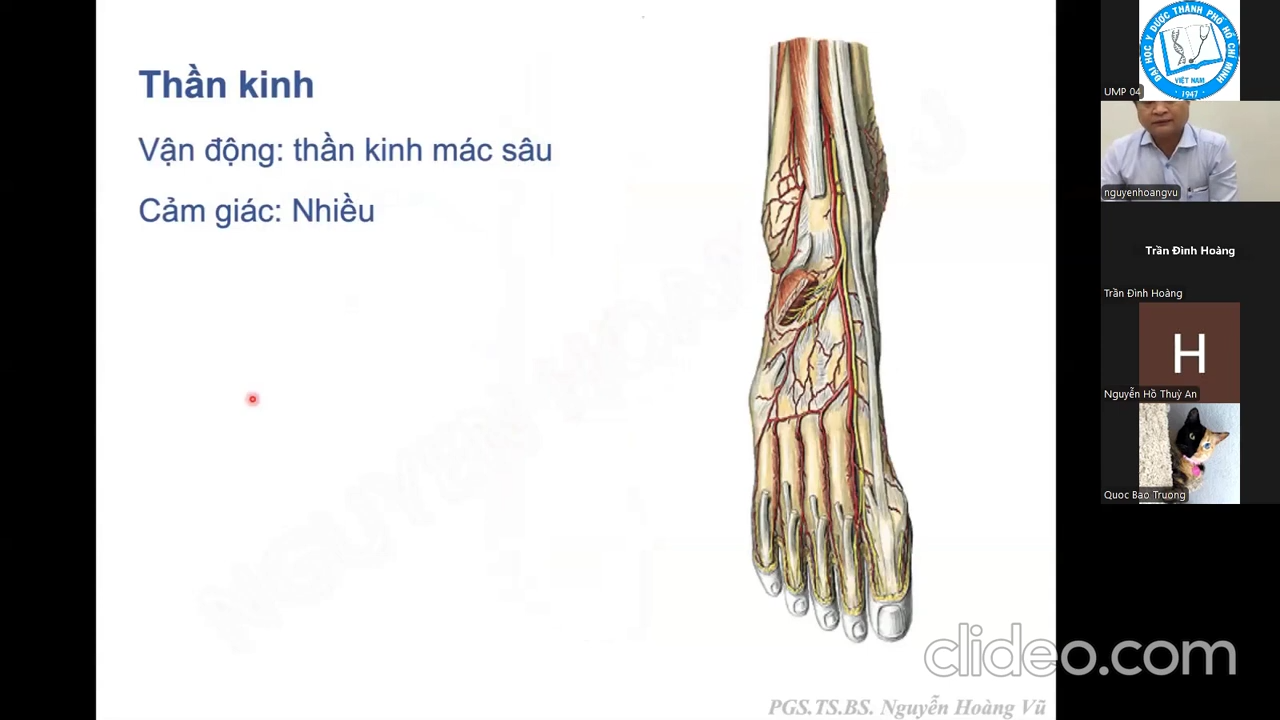 Thần kinh
Vận động: thần kinh mác sâu
Cảm giác: Nhiều
PGS.TS.BS. Nguyễn Hoàng Vũ
clideo.com
ĐẠI HỌC Y DƯỢC THÀNH PHỐ HỒ CHÍ MINH
VIỆT NAM
1947
UMP 04
nguyenhoangvu
Trần Đình Hoàng
Trần Đình Hoàng
H
Nguyễn Hồ Thuỳ An
Quoc Bao Truong